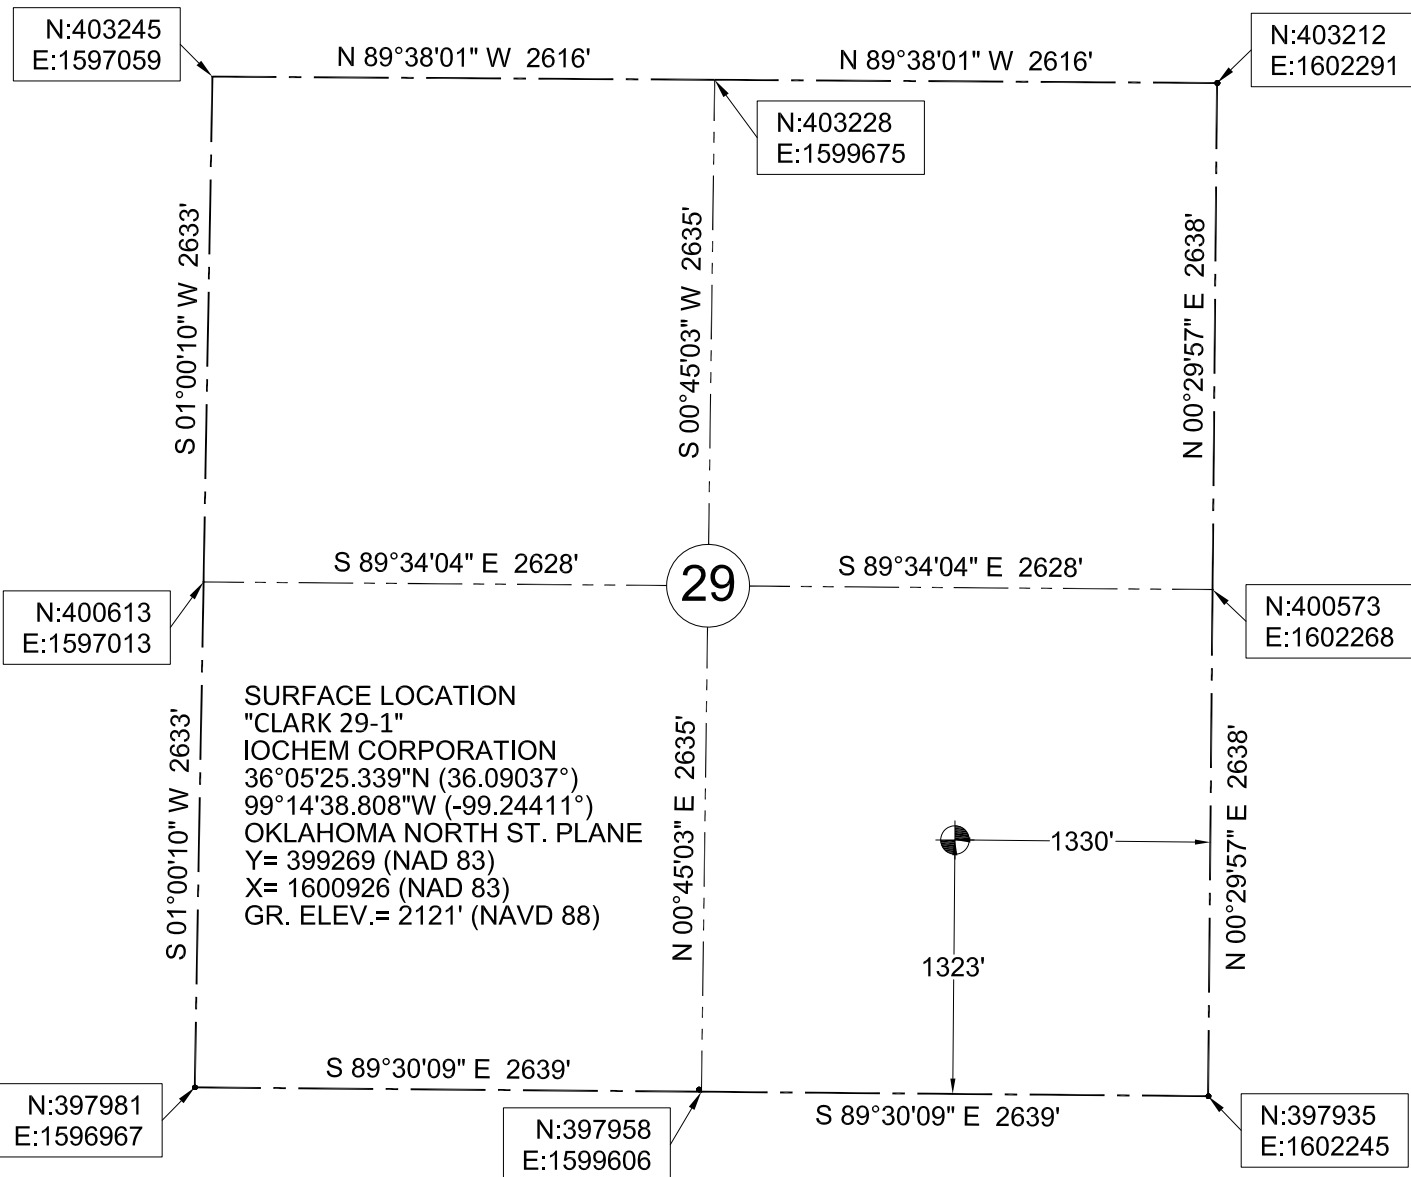 N:403245
E:1597059
N 89°38'01" W 2616'
N 89°38'01" W 2616'
N:403212
E:1602291
N:403228
E:1599675
S 01°00'10" W 2633'
S 00°45'03" W 2635'
N 00°29'57" E 2638'
S 89°34'04" E 2628'
29
S 89°34'04" E 2628'
N:400613
E:1597013
N:400573
E:1602268
SURFACE LOCATION
"CLARK 29-1"
IOCHEM CORPORATION
36°05'25.339"N (36.09037°)
99°14'38.808"W (-99.24411°)
OKLAHOMA NORTH ST. PLANE
Y= 399269 (NAD 83)
X= 1600926 (NAD 83)
GR. ELEV.= 2121' (NAVD 88)
S 01°00'10" W 2633'
N 00°45'03" E 2635'
N 00°29'57" E 2638'
1330'
1323'
S 89°30'09" E 2639'
S 89°30'09" E 2639'
N:397981
E:1596967
N:397958
E:1599606
N:397935
E:1602245